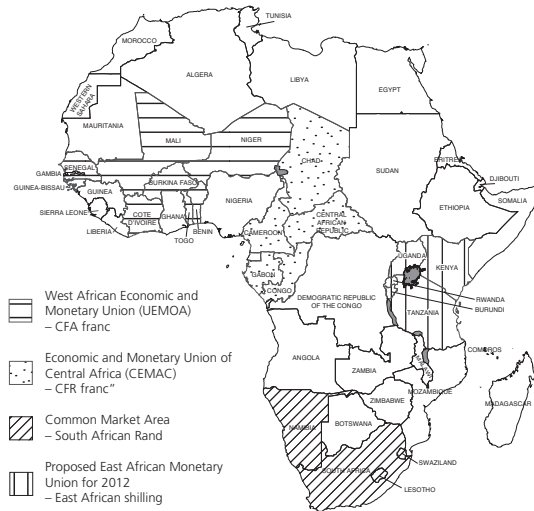 TUNISIA
MOROCCO
ALGERIA
LIBYA
EGYPT
WESTERN
SAHARA
MAURITANIA
MALI
NIGER
CHAD
SUDAN
ERITREA
DJIBOUTI
SENEGAL
GAMBIA
GUINEA-BISSAU
GUINEA
BURKINA FASO
NIGERIA
SOMALIA
ETHIOPIA
SIERRA LEONE
COTE
D'IVOIRE
GHANA
BENIN
CENTRAL
AFRICAN
REPUBLIC
LIBERIA
TOGO
CAMEROON
UGANDA
KENYA
GABON
CONGO
DEMOCRATIC REPUBLIC
OF THE CONGO
RWANDA
BURUNDI
TANZANIA
COMOROS
ANGOLA
ZAMBIA
MALAWI
MOZAMBIQUE
ZIMBABWE
MADAGASCAR
NAMIBIA
BOTSWANA
SWAZILAND
SOUTH AFRICA
LESOTHO
West African Economic and
Monetary Union (UEMOA)
– CFA franc
Economic and Monetary Union of
Central Africa (CEMAC)
– CFR franc”
Common Market Area
– South African Rand
Proposed East African Monetary
Union for 2012
– East African shilling